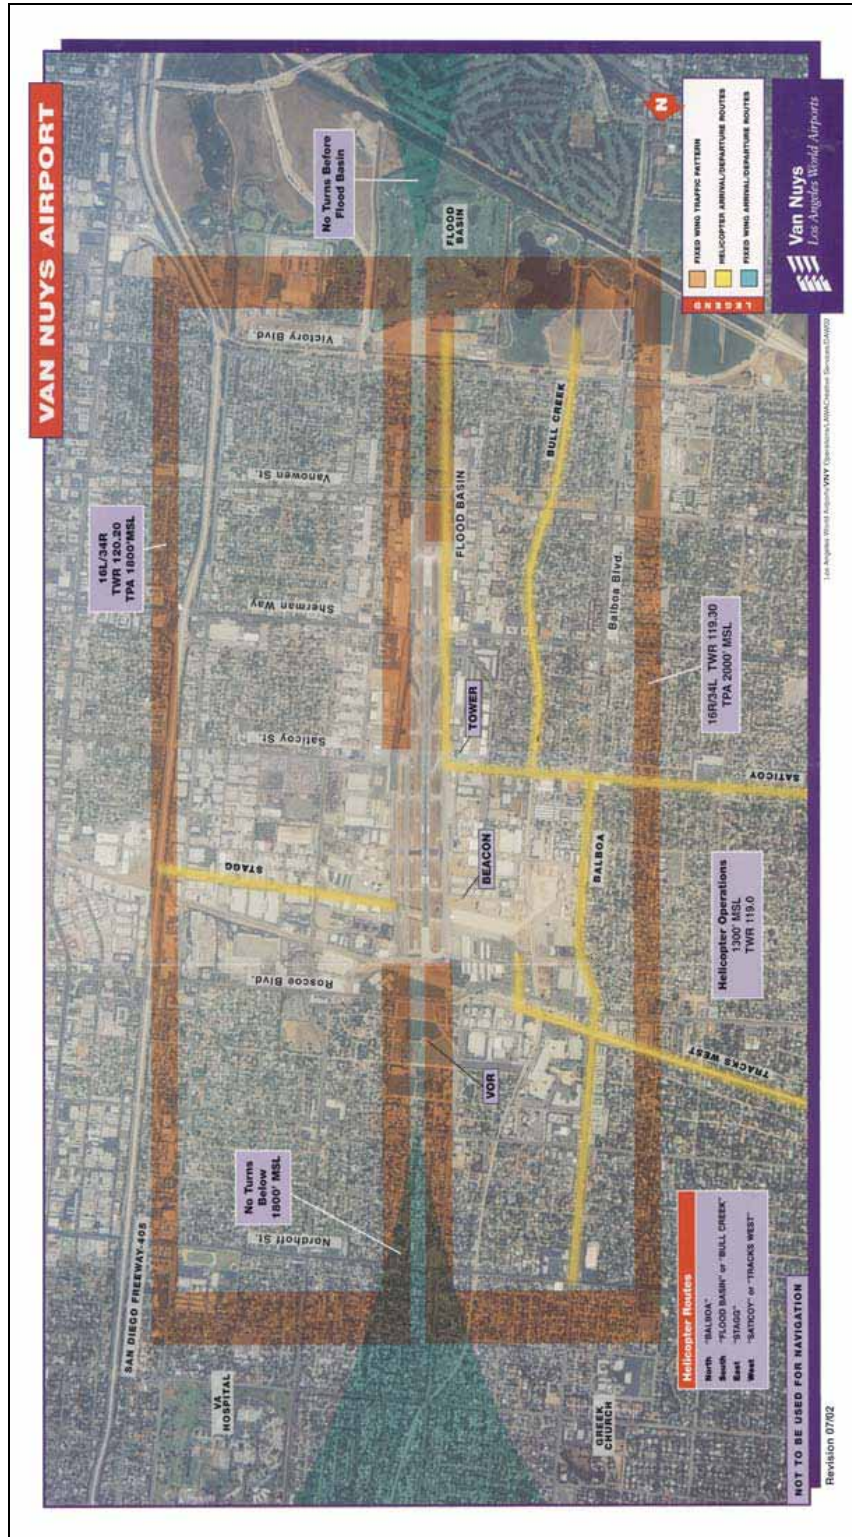 VAN NUYS AIRPORT
No Turns Before
Flood Basin
FLOOD
BASIN
N
LEGEND
FIXED WING TRAFFIC PATTERN
HELICOPTER ARRIVAL/DEPARTURE ROUTES
FIXED WING ARRIVAL/DEPARTURE ROUTES
Van Nuys
Los Angeles World Airports
Victory Blvd.
Vanowen St.
Sherman Way
Saticoy St.
Roscoe Blvd.
Nordhoff St.
16L/34R
TWR 120.20
TPA 1800'MSL
FLOOD BASIN
BULL CREEK
Balboa Blvd.
16R/34L TWR 119.30
TPA 2000' MSL
TOWER
SATICOY
STAGG
BEACON
BALBOA
Helicopter Operations
1300' MSL
TWR 119.0
VOR
TRACKS WEST
No Turns
Below
1800' MSL
SAN DIEGO FREEWAY-405
VA
HOSPITAL
GREEK
CHURCH
Helicopter Routes
North "BALBOA"
South "FLOOD BASIN" or "BULL CREEK"
East "STAGG"
West "SATICOY" or "TRACKS WEST"
NOT TO BE USED FOR NAVIGATION
Revision 07/02